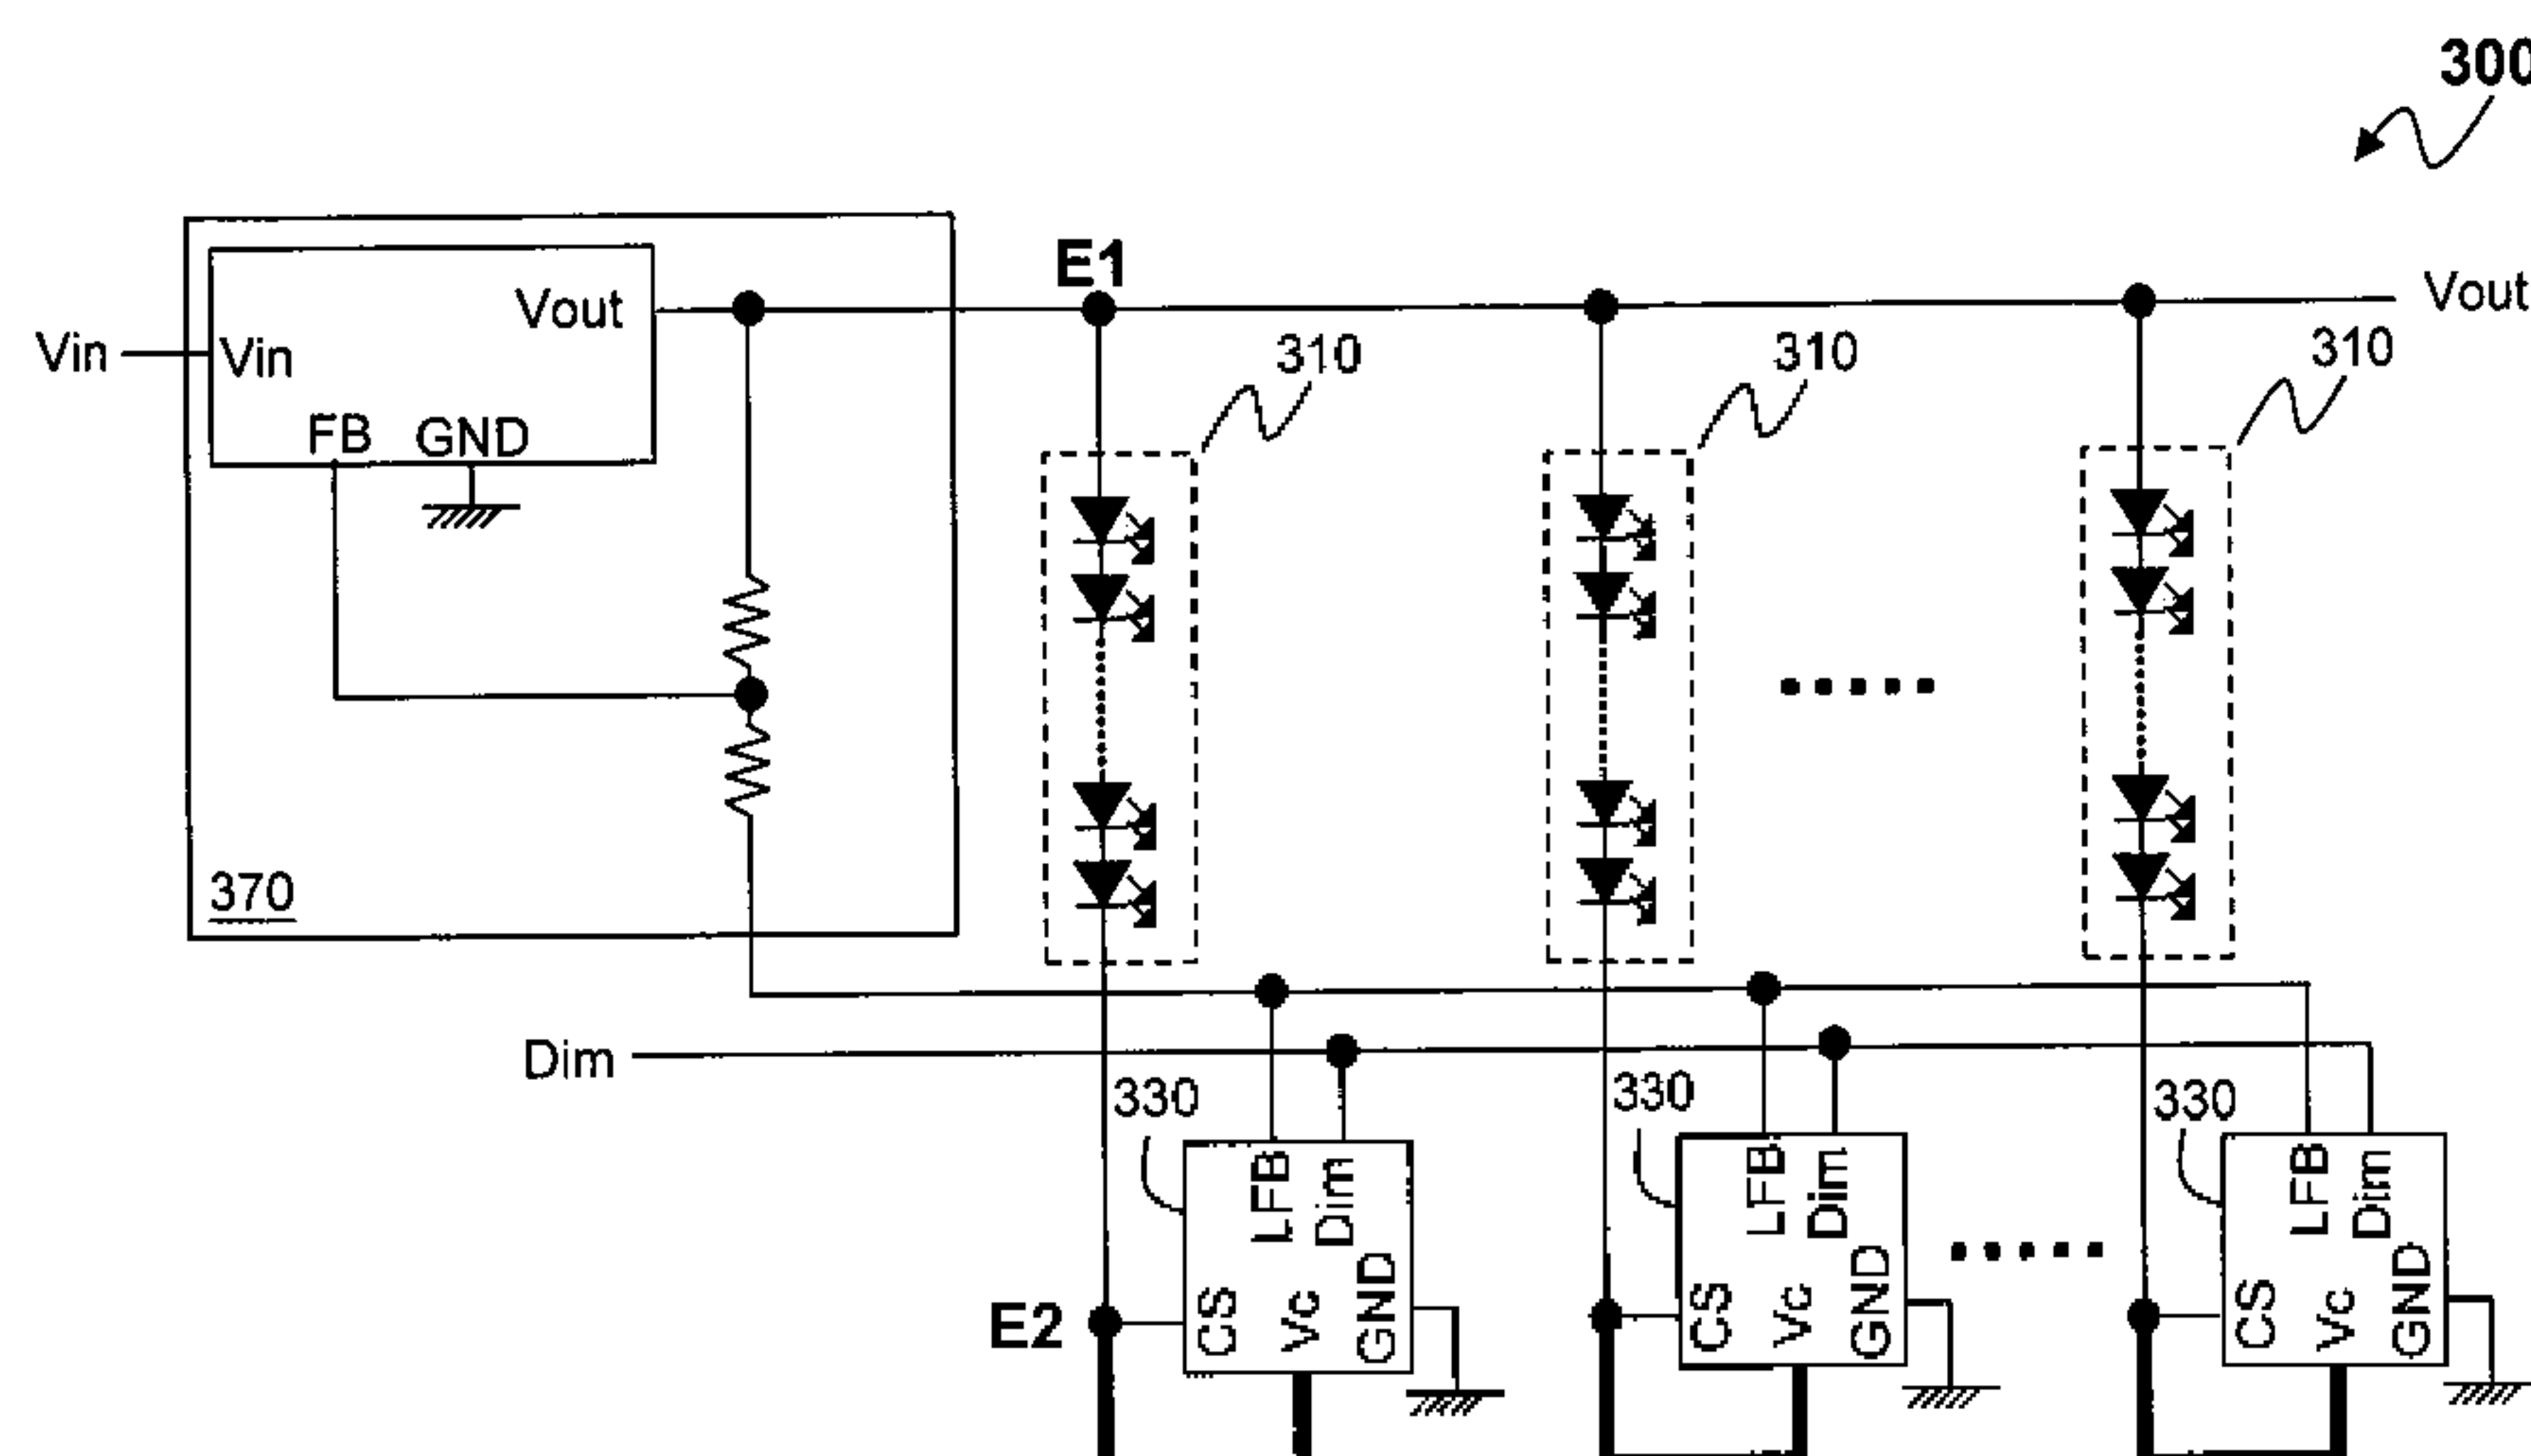 300
E1
Vout
Vout
310
310
310
Vin
Vin
FB GND
370
Dim
330
330
330
LFB
Dim
CS
Vc
GND
LFB
Dim
CS
Vc
GND
LFB
Dim
CS
Vc
GND
E2